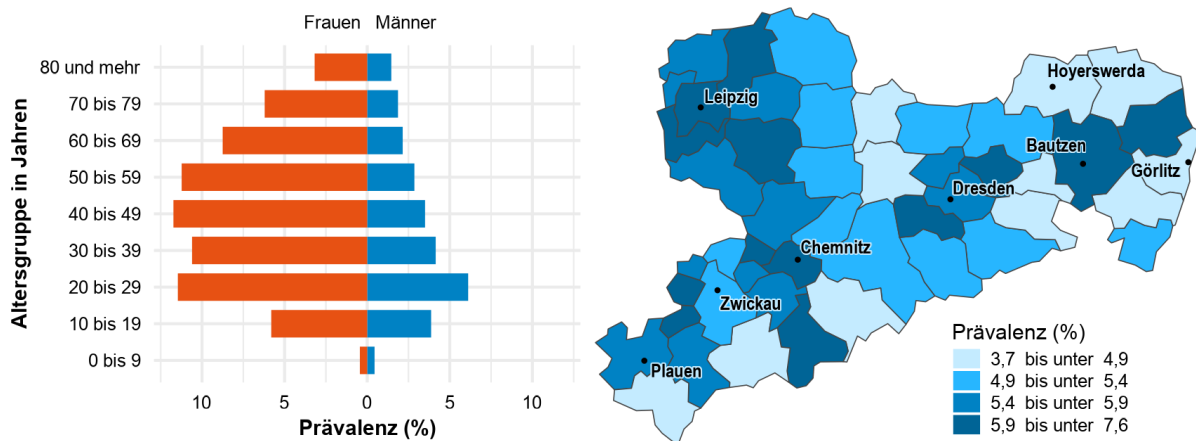 Frauen Männer
Altersgruppe in Jahren
80 und mehr
70 bis 79
60 bis 69
50 bis 59
40 bis 49
30 bis 39
20 bis 29
10 bis 19
0 bis 9
10 5 0 5 10
Prävalenz (%)
Hoyerswerda
Leipzig
Bautzen
Görlitz
Dresden
Chemnitz
Zwickau
Plauen
Prävalenz (%)
3,7 bis unter 4,9
4,9 bis unter 5,4
5,4 bis unter 5,9
5,9 bis unter 7,6